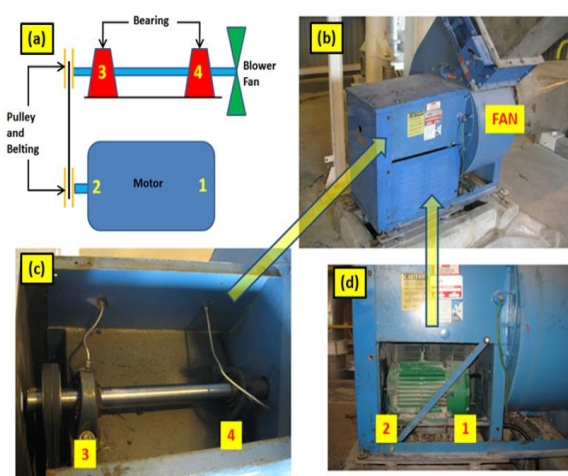 (a)
Bearing
3
4
Blower
Fan
Pulley
and
Belting
2
Motor
1
(b)
FAN
(c)
3
4
(d)
2
1